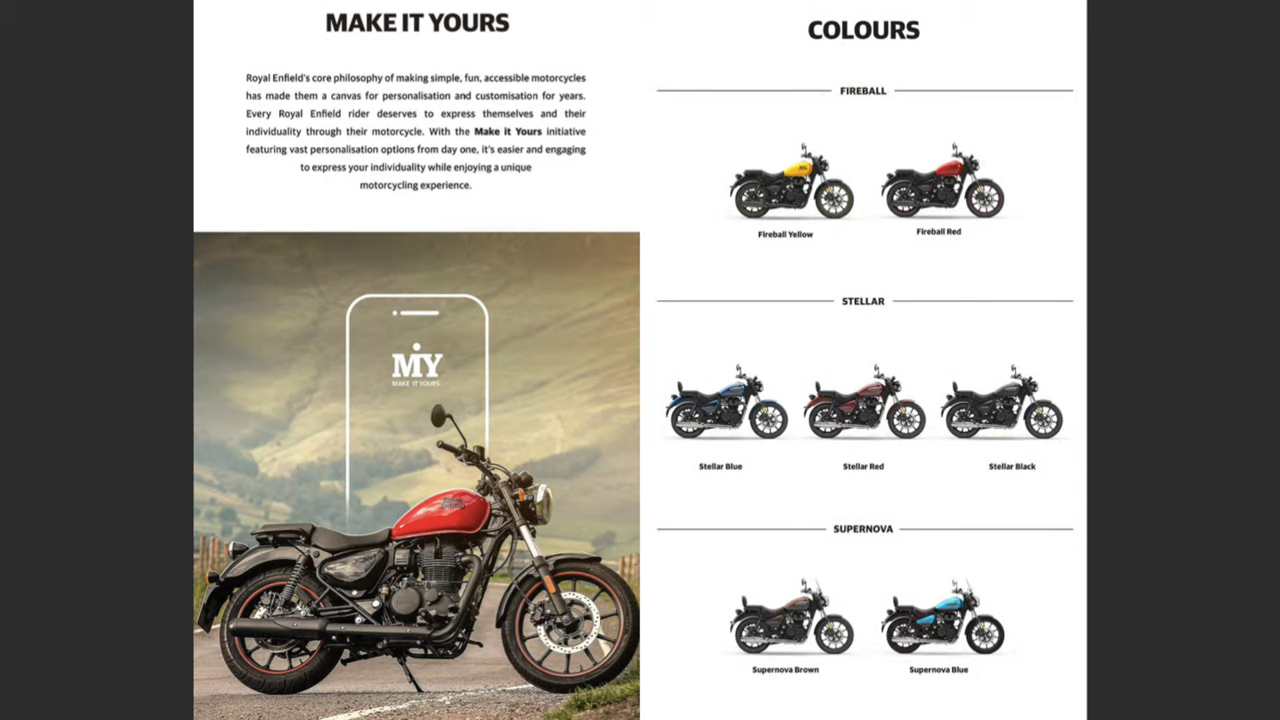 MAKE IT YOURS
Royal Enfield's core philosophy of making simple, fun, accessible motorcycles
has made them a canvas for personalisation and customisation for years.
Every Royal Enfield rider deserves to express themselves and their
individuality through their motorcycle. With the Make it Yours initiative
featuring vast personalisation options from day one, it's easier and engaging
to express your individuality while enjoying a unique
motorcycling experience.
MiY
MAKE IT YOURS
COLOURS
FIREBALL
Fireball Yellow
Fireball Red
STELLAR
Stellar Blue
Stellar Red
Stellar Black
SUPERNOVA
Supernova Brown
Supernova Blue